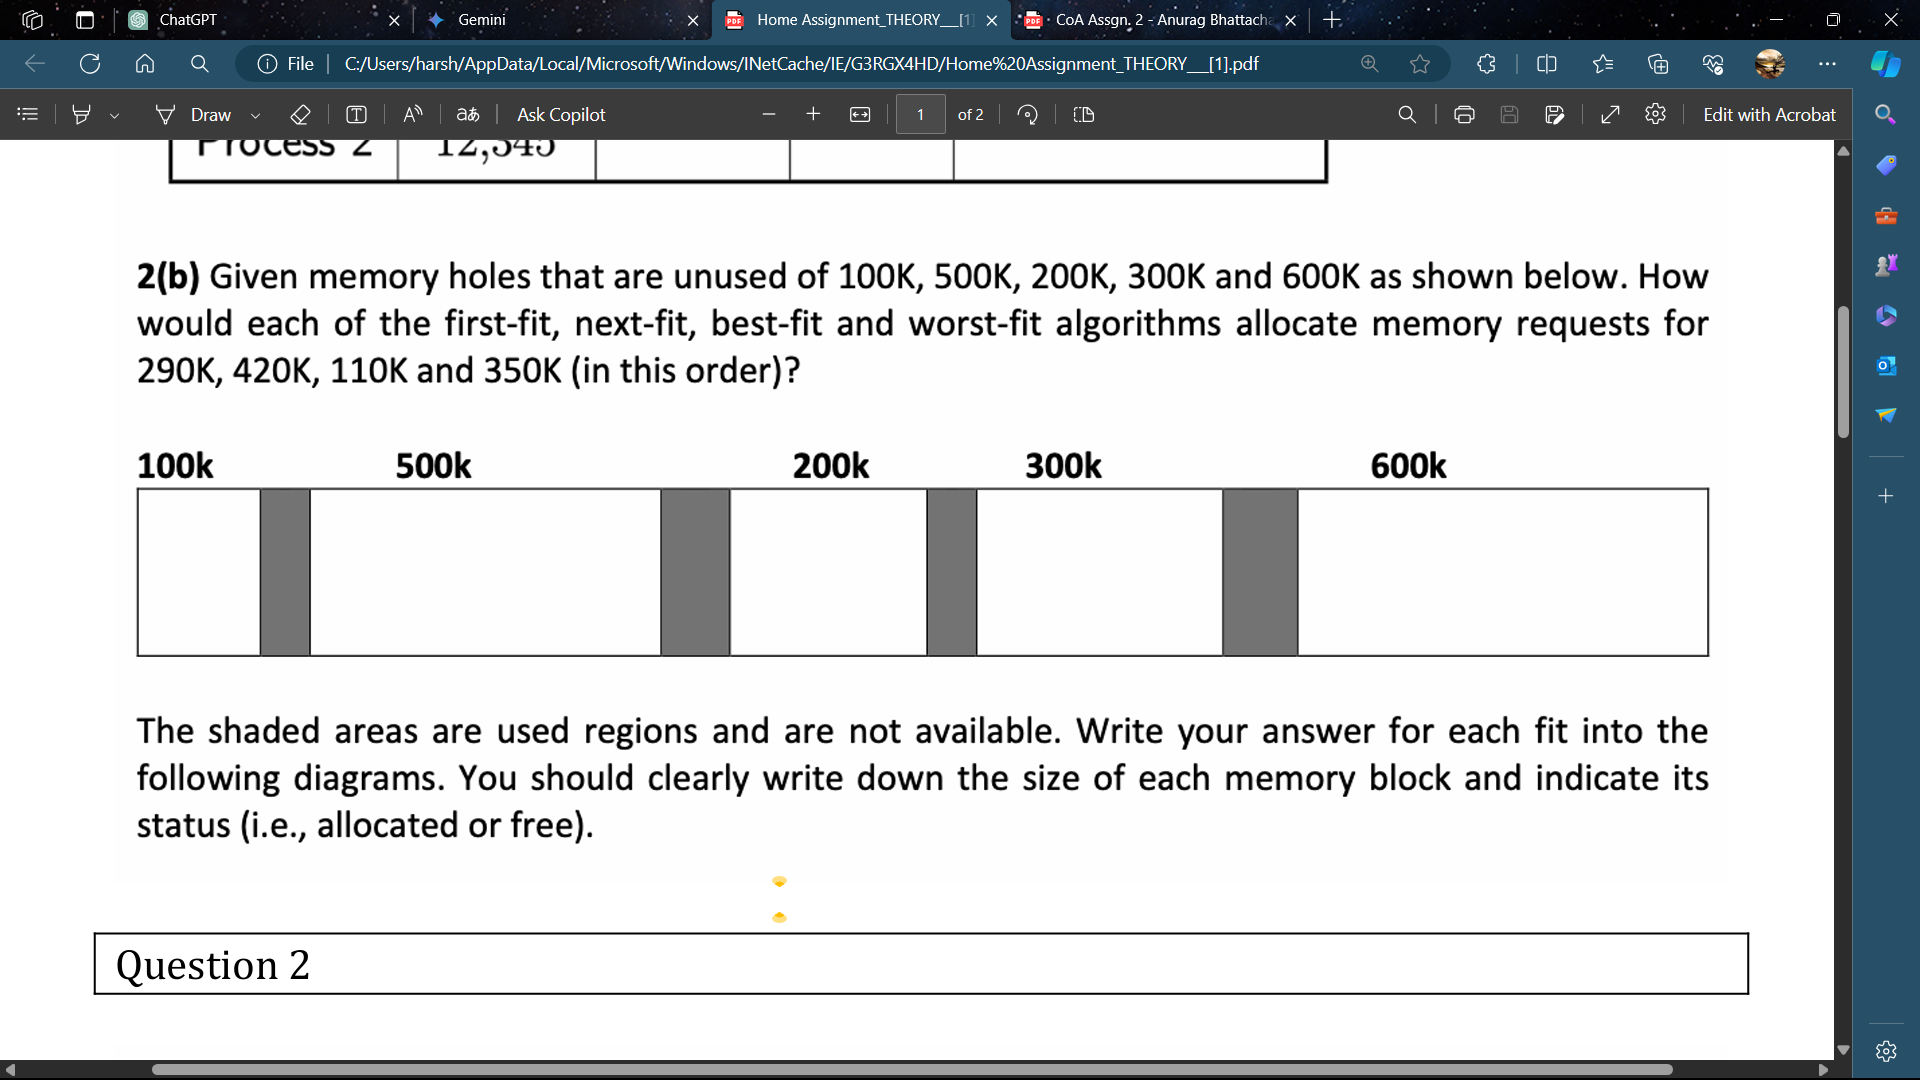 ChatGPT
Gemini
Home Assignment_THEORY__[1]
CoA Assgn. 2 - Anurag Bhattach
File
C:/Users/harsh/AppData/Local/Microsoft/Windows/INetCache/IE/G3RGX4HD/Home%20Assignment_THEORY__[1].pdf
Draw
Ask Copilot
1
of 2
Edit with Acrobat
Process 2 12,345
2(b) Given memory holes that are unused of 100K, 500K, 200K, 300K and 600K as shown below. How
would each of the first-fit, next-fit, best-fit and worst-fit algorithms allocate memory requests for
290K, 420K, 110K and 350K (in this order)?
100k 500k 200k 300k 600k
The shaded areas are used regions and are not available. Write your answer for each fit into the
following diagrams. You should clearly write down the size of each memory block and indicate its
status (i.e., allocated or free).
Question 2